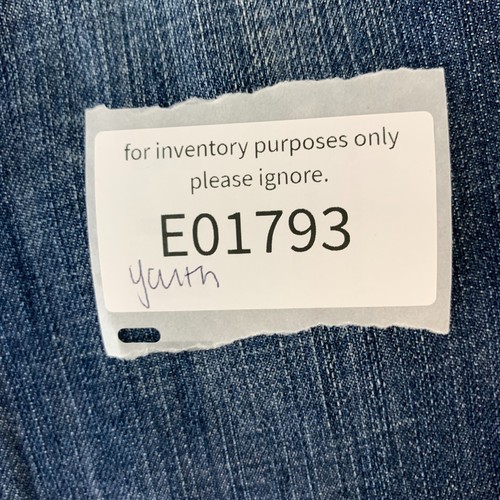 for inventory purposes only
please ignore.
E01793
youth